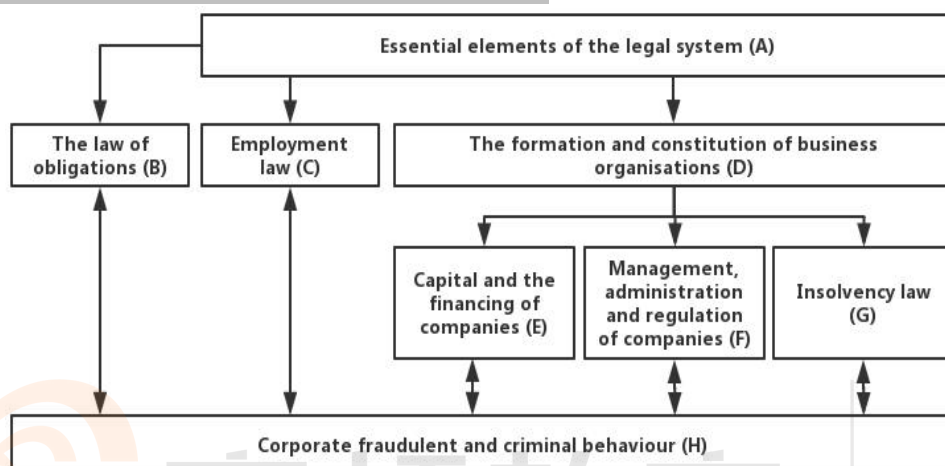 Essential elements of the legal system (A)
The law of
obligations (B)
Employment
law (C)
The formation and constitution of business
organisations (D)
Capital and the
financing of
companies (E)
Management,
administration
and regulation
of companies (F)
Insolvency law
(G)
Corporate fraudulent and criminal behaviour (H)